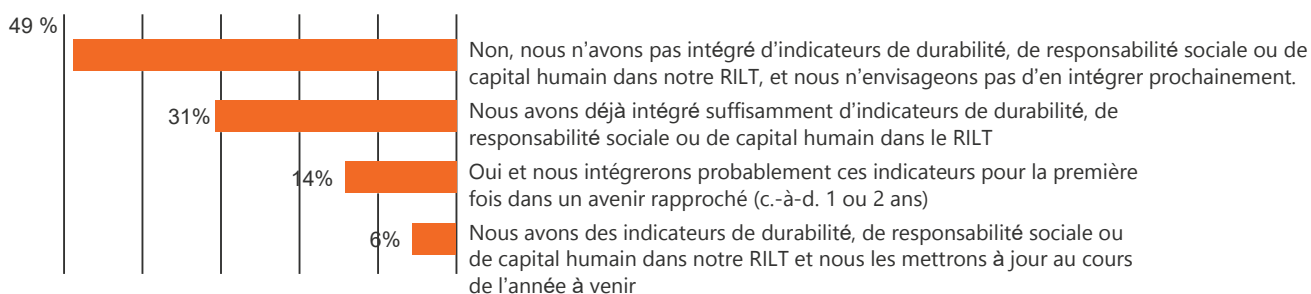 49 %
Non, nous n’avons pas intégré d’indicateurs de durabilité, de responsabilité sociale ou de
capital humain dans notre RILT, et nous n’envisageons pas d’en intégrer prochainement.
31%
Nous avons déjà intégré suffisamment d’indicateurs de durabilité, de
responsabilité sociale ou de capital humain dans le RILT
14%
Oui et nous intégrerons probablement ces indicateurs pour la première
fois dans un avenir rapproché (c.-à-d. 1 ou 2 ans)
6%
Nous avons des indicateurs de durabilité, de responsabilité sociale ou
de capital humain dans notre RILT et nous les mettrons à jour au cours
de l’année à venir